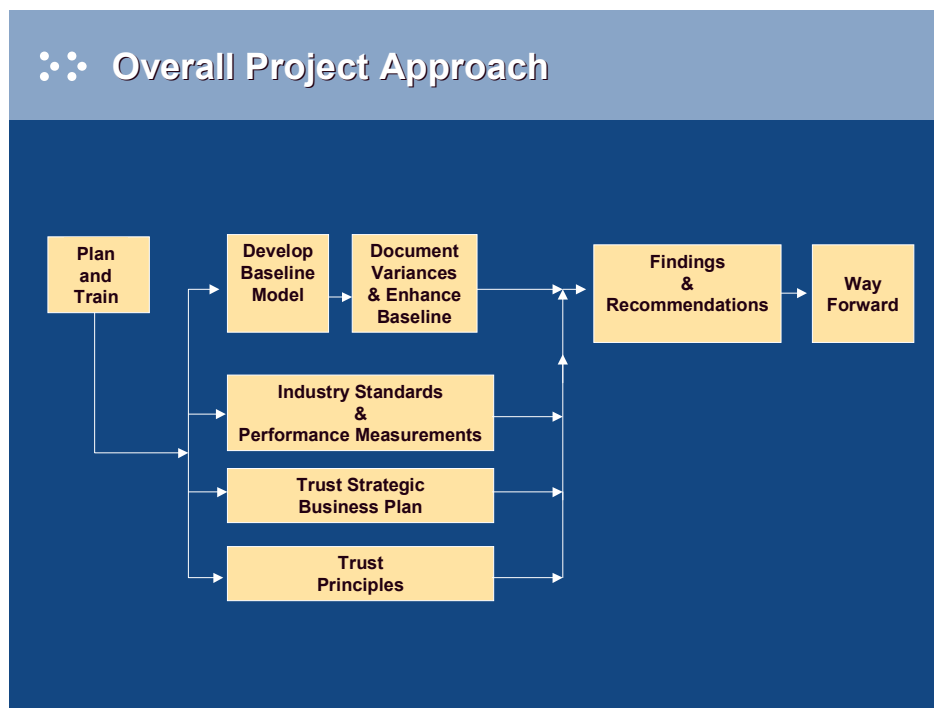 Overall Project Approach
Plan
and
Train
Develop
Baseline
Model
Document
Variances
& Enhance
Baseline
Findings
&
Recommendations
Way
Forward
Industry Standards
&
Performance Measurements
Trust Strategic
Business Plan
Trust
Principles